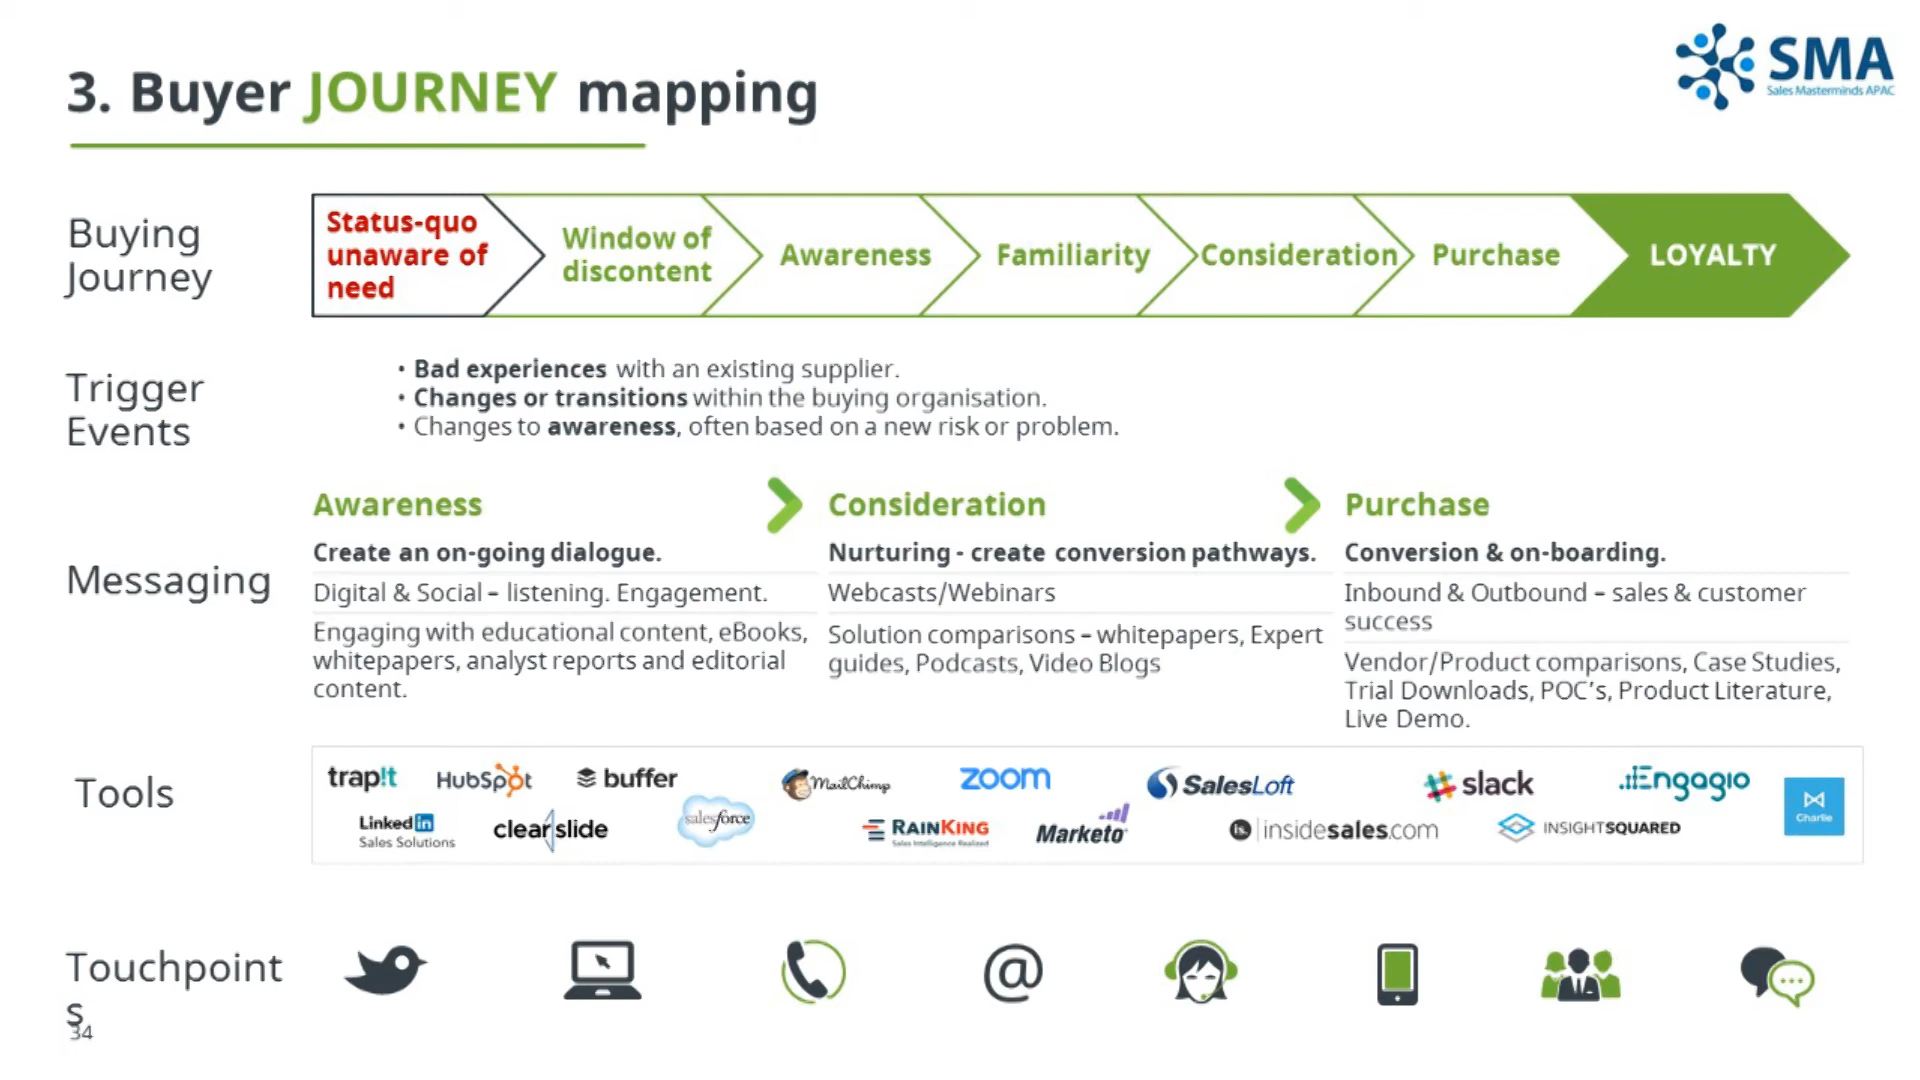 3. Buyer JOURNEY mapping
SMA
Sales Masterminds APAC
Buying
Journey
Status-quo
unaware of
need
Window of
discontent
Awareness
Familiarity
Consideration
Purchase
LOYALTY
Trigger
Events
• Bad experiences with an existing supplier.
• Changes or transitions within the buying organisation.
• Changes to awareness, often based on a new risk or problem.
Messaging
Awareness
Create an on-going dialogue.
Digital & Social – listening. Engagement.
Engaging with educational content, eBooks,
whitepapers, analyst reports and editorial
content.
Consideration
Nurturing - create conversion pathways.
Webcasts/Webinars
Solution comparisons – whitepapers, Expert
guides, Podcasts, Video Blogs
Purchase
Conversion & on-boarding.
Inbound & Outbound – sales & customer
success
Vendor/Product comparisons, Case Studies,
Trial Downloads, POC's, Product Literature,
Live Demo.
Tools
trap!t
HubSpot
buffer
MailChimp
zoom
SalesLoft
slack
Engagio
Charlie
LinkedIn
Sales Solutions
clearslide
salesforce
RAINKING
Sales Intelligence Realized
Marketo
is. insidesales.com
INSIGHTSQUARED
Touchpoint
s
@
34